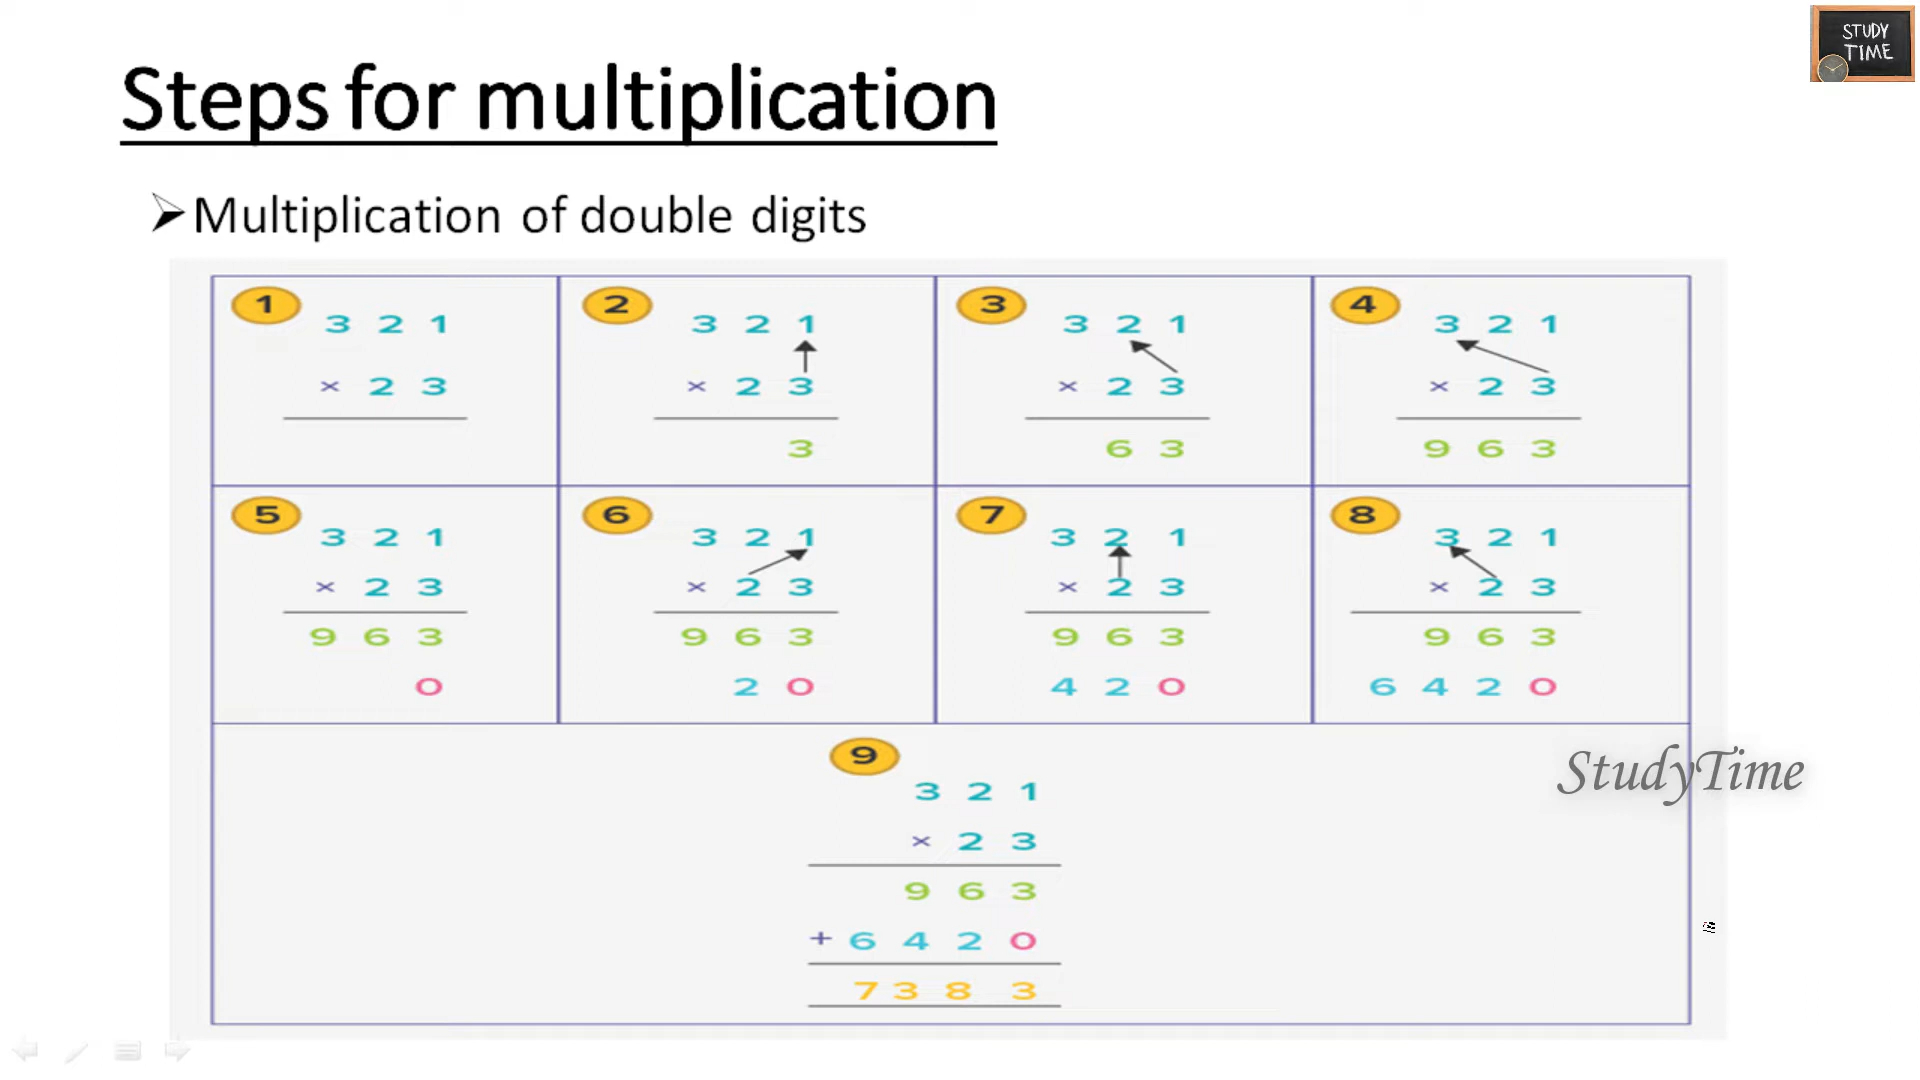 STUDY
TIME
Steps for multiplication
➢Multiplication of double digits
1
3 2 1
× 2 3
2
3 2 1
× 2 3
3
3
3 2 1
× 2 3
6 3
4
3 2 1
× 2 3
9 6 3
5
3 2 1
× 2 3
9 6 3
0
6
3 2 1
× 2 3
9 6 3
2 0
7
3 2 1
× 2 3
9 6 3
4 2 0
8
3 2 1
× 2 3
9 6 3
6 4 2 0
9
3 2 1
× 2 3
9 6 3
+ 6 4 2 0
7 3 8 3
StudyTime